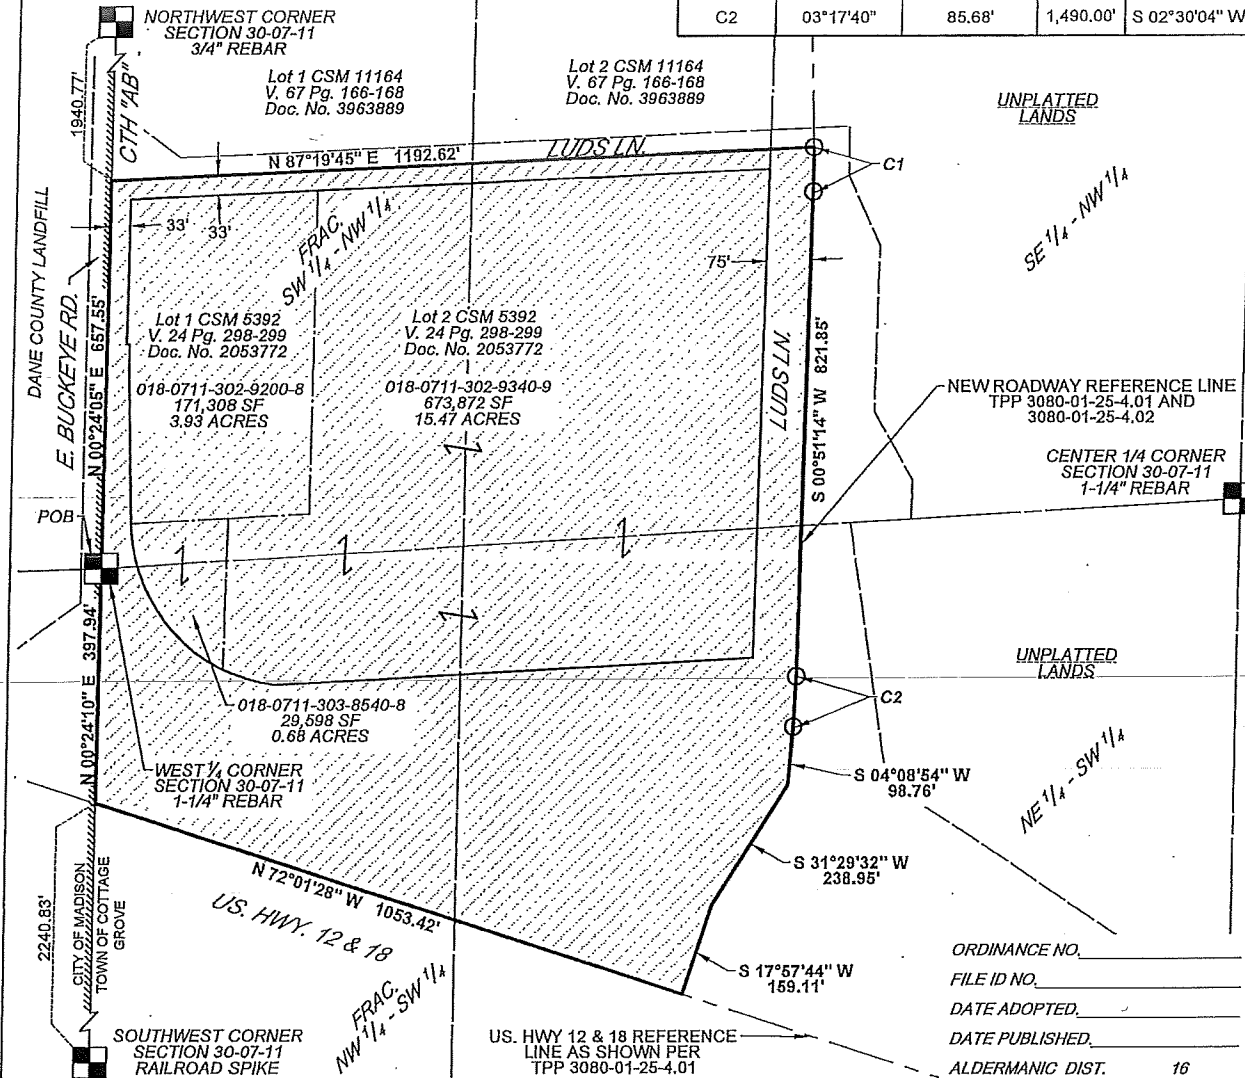 C2 03°17'40" 85.68' 1,490.00' S 02°30'04" W
NORTHWEST CORNER
SECTION 30-07-11
3/4" REBAR
1940.77'
CTH "AB"
Lot 1 CSM 11164
V. 67 Pg. 166-168
Doc. No. 3963889
Lot 2 CSM 11164
V. 67 Pg. 166-168
Doc. No. 3963889
UNPLATTED
LANDS
N 87°19'45" E 1192.62'
LUDS LN.
C1
SE 1/4 - NW 1/4
33'
33'
FRAC.
SW 1/4 - NW 1/4
75'
DANE COUNTY LANDFILL
E. BUCKEYE RD.
N 00°24'05" E 657.55'
Lot 1 CSM 5392
V. 24 Pg. 298-299
Doc. No. 2053772
018-0711-302-9200-8
171,308 SF
3.93 ACRES
Lot 2 CSM 5392
V. 24 Pg. 298-299
Doc. No. 2053772
018-0711-302-9340-9
673,872 SF
15.47 ACRES
LUDS LN.
S 00°51'14" W 821.85'
NEW ROADWAY REFERENCE LINE
TPP 3080-01-25-4.01 AND
3080-01-25-4.02
CENTER 1/4 CORNER
SECTION 30-07-11
1-1/4" REBAR
POB
N 00°24'10" E 397.94'
018-0711-303-8540-8
29,598 SF
0.68 ACRES
WEST 1/4 CORNER
SECTION 30-07-11
1-1/4" REBAR
UNPLATTED
LANDS
C2
S 04°08'54" W
98.76'
NE 1/4 - SW 1/4
S 31°29'32" W
238.95'
N 72°01'28" W 1053.42'
US. HWY. 12 & 18
2240.83'
CITY OF MADISON
TOWN OF COTTAGE
GROVE
S 17°57'44" W
159.11'
FRAC.
NW 1/4 - SW 1/4
SOUTHWEST CORNER
SECTION 30-07-11
RAILROAD SPIKE
US. HWY 12 & 18 REFERENCE
LINE AS SHOWN PER
TPP 3080-01-25-4.01
ORDINANCE NO.
FILE ID NO.
DATE ADOPTED.
DATE PUBLISHED.
ALDERMANIC DIST. 16